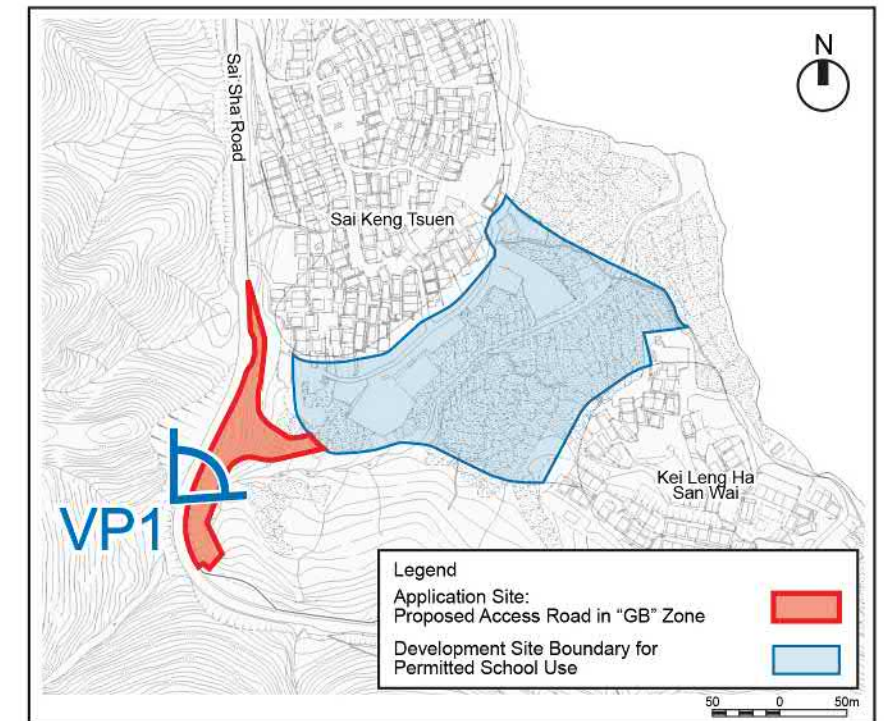 N
Sai Sha Road
Sai Keng Tsuen
Kei Leng Ha
San Wai
VP1
Legend
Application Site:
Proposed Access Road in “GB” Zone
Development Site Boundary for
Permitted School Use
50 0 50m